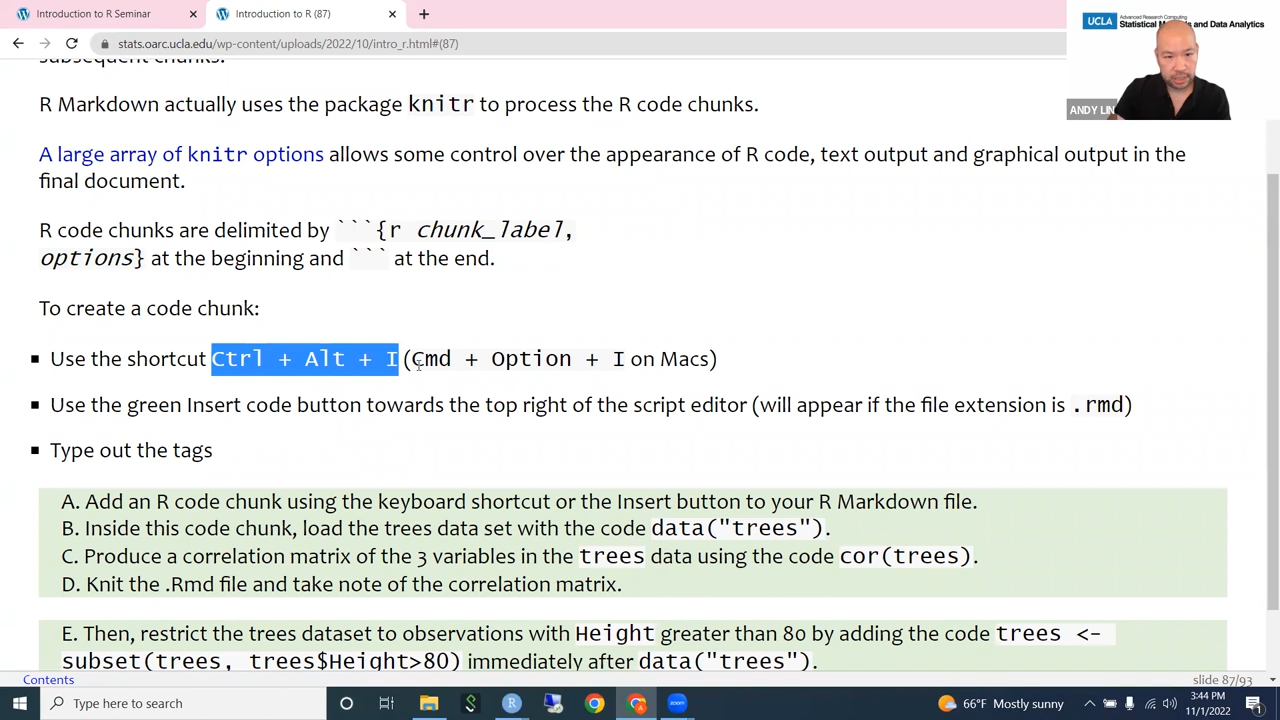 Introduction to R Seminar
Introduction to R (87)
stats.oarc.ucla.edu/wp-content/uploads/2022/10/intro_r.html#(87)
UCLA Advanced Research Computing
Statistical Methods and Data Analytics
ANDY LIN
subsequent chunks.
R Markdown actually uses the package knitr to process the R code chunks.
A large array of knitr options allows some control over the appearance of R code, text output and graphical output in the
final document.
R code chunks are delimited by ```{r chunk_label,
options} at the beginning and ``` at the end.
To create a code chunk:
Use the shortcut Ctrl + Alt + I (Cmd + Option + I on Macs)
Use the green Insert code button towards the top right of the script editor (will appear if the file extension is .rmd)
Type out the tags
A. Add an R code chunk using the keyboard shortcut or the Insert button to your R Markdown file.
B. Inside this code chunk, load the trees data set with the code data("trees").
C. Produce a correlation matrix of the 3 variables in the trees data using the code cor(trees).
D. Knit the .Rmd file and take note of the correlation matrix.
E. Then, restrict the trees dataset to observations with Height greater than 80 by adding the code trees <-
subset(trees, trees$Height>80) immediately after data("trees").
Contents
slide 87/93
Type here to search
zoom
66°F Mostly sunny
3:44 PM
11/1/2022